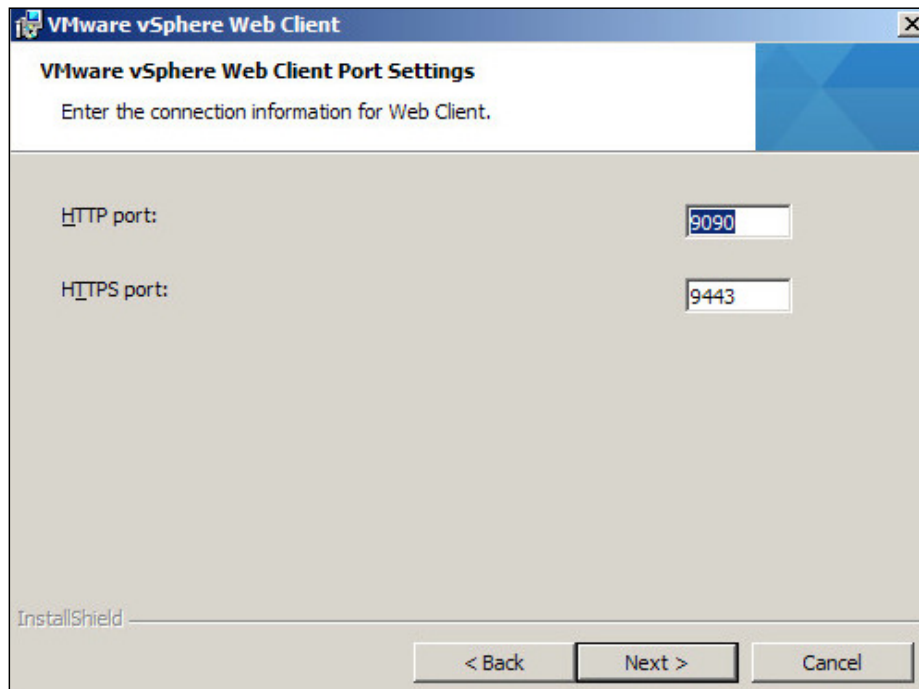 VMware vSphere Web Client
VMware vSphere Web Client Port Settings
Enter the connection information for Web Client.
HTTP port:
9090
HTTPS port:
9443
InstallShield
< Back
Next >
Cancel